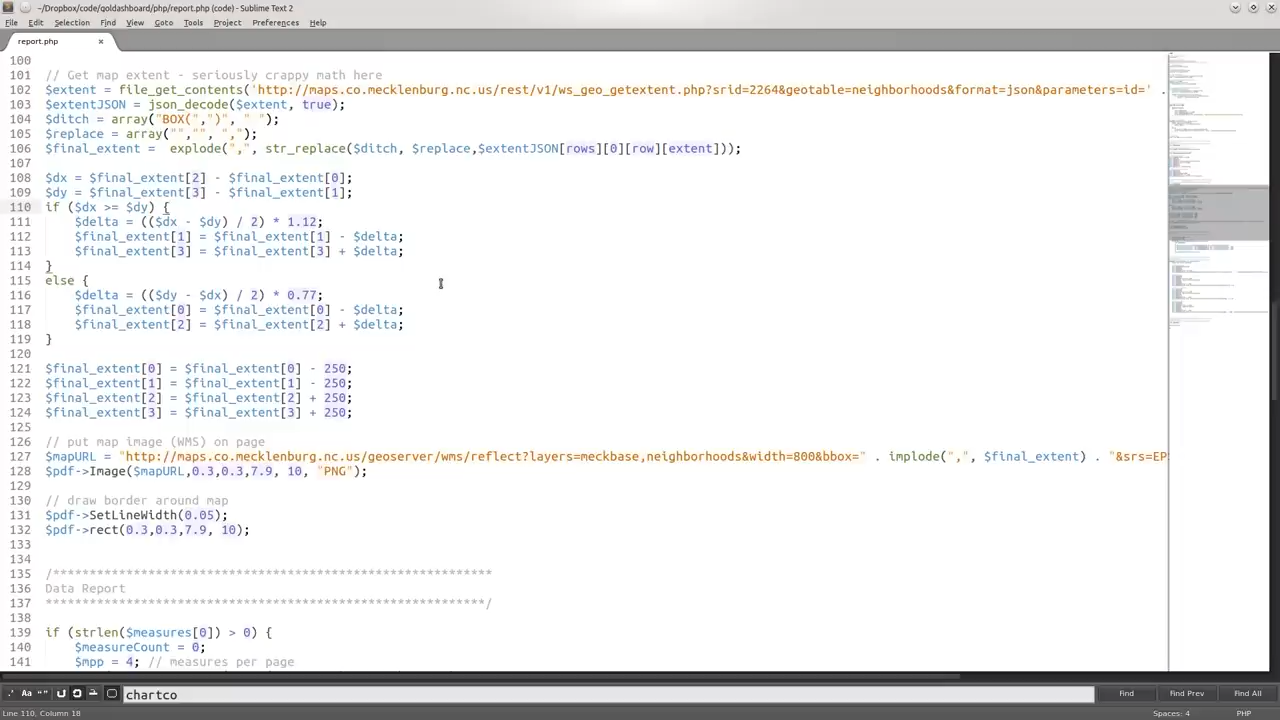 ~/Dropbox/code/qoldashboard/php/report.php (code) - Sublime Text 2
File Edit Selection Find View Goto Tools Project Preferences Help
report.php ×
100
101 // Get map extent - seriously crappy math here
102 $extent = file_get_contents('http://maps.co.mecklenburg.nc.us/rest/v1/ws_geo_getextent.php?srid=2264&geotable=neighborhoods&format=json&parameters=id='
103 $extentJSON = json_decode($extent, true);
104 $ditch = array("BOX(",")"," ");
105 $replace = array("","", ",");
106 $final_extent = explode(",", str_replace($ditch, $replace,$extentJSON[rows][0][row][extent]));
107
108 $dx = $final_extent[2] - $final_extent[0];
109 $dy = $final_extent[3] - $final_extent[1];
110 if ($dx >= $dy) {
111 $delta = (($dx - $dy) / 2) * 0.79;
112 $final_extent[1] = $final_extent[1] - $delta;
113 $final_extent[3] = $final_extent[3] + $delta;
114 }
115 else {
116 $delta = (($dy - $dx) / 2) * 0.79;
117 $final_extent[0] = $final_extent[0] - $delta;
118 $final_extent[2] = $final_extent[2] + $delta;
119 }
120
121 $final_extent[0] = $final_extent[0] - 250;
122 $final_extent[1] = $final_extent[1] - 250;
123 $final_extent[2] = $final_extent[2] + 250;
124 $final_extent[3] = $final_extent[3] + 250;
125
126 // put map image (WMS) on page
127 $mapURL = "http://maps.co.mecklenburg.nc.us/geoserver/wms/reflect?layers=meckbase,neighborhoods&width=800&bbox=" . implode(",", $final_extent) . "&srs=EPS
128 $pdf->Image($mapURL,0.3,0.3,7.9, 10, "PNG");
129
130 // draw border around map
131 $pdf->SetLineWidth(0.05);
132 $pdf->rect(0.3,0.3,7.9, 10);
133
134
135 /***********************************************************
136 Data Report
137 ***********************************************************/
138
139 if (strlen($measures[0]) > 0) {
140 $measureCount = 0;
141 $mpp = 4; // measures per page
.* Aa “” chartco Find Find Prev Find All
Line 110, Column 18 Spaces: 4 PHP